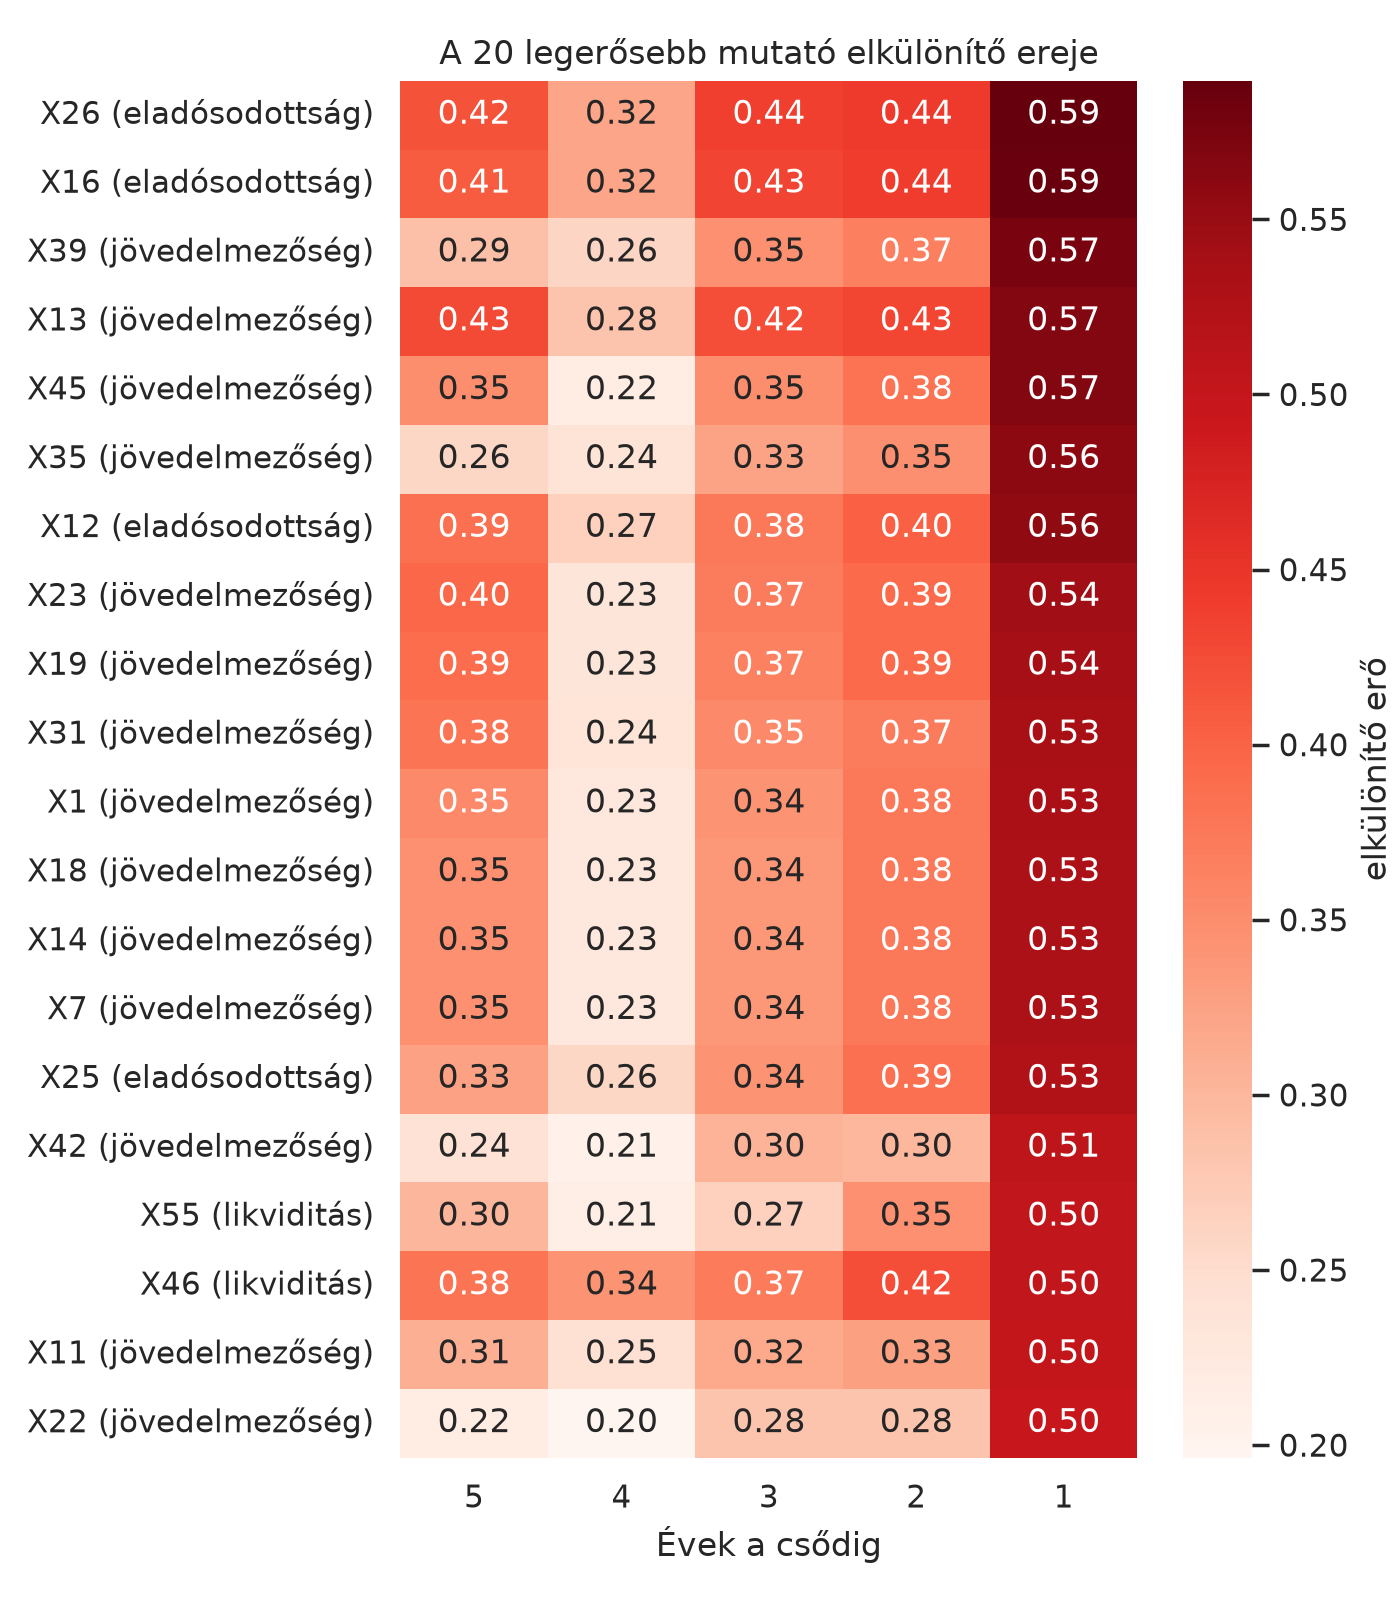 A 20 legerősebb mutató elkülönítő ereje
X26 (eladósodottság) 0.42 0.32 0.44 0.44 0.59
X16 (eladósodottság) 0.41 0.32 0.43 0.44 0.59
X39 (jövedelmezőség) 0.29 0.26 0.35 0.37 0.57
X13 (jövedelmezőség) 0.43 0.28 0.42 0.43 0.57
X45 (jövedelmezőség) 0.35 0.22 0.35 0.38 0.57
X35 (jövedelmezőség) 0.26 0.24 0.33 0.35 0.56
X12 (eladósodottság) 0.39 0.27 0.38 0.40 0.56
X23 (jövedelmezőség) 0.40 0.23 0.37 0.39 0.54
X19 (jövedelmezőség) 0.39 0.23 0.37 0.39 0.54
X31 (jövedelmezőség) 0.38 0.24 0.35 0.37 0.53
X1 (jövedelmezőség) 0.35 0.23 0.34 0.38 0.53
X18 (jövedelmezőség) 0.35 0.23 0.34 0.38 0.53
X14 (jövedelmezőség) 0.35 0.23 0.34 0.38 0.53
X7 (jövedelmezőség) 0.35 0.23 0.34 0.38 0.53
X25 (eladósodottság) 0.33 0.26 0.34 0.39 0.53
X42 (jövedelmezőség) 0.24 0.21 0.30 0.30 0.51
X55 (likviditás) 0.30 0.21 0.27 0.35 0.50
X46 (likviditás) 0.38 0.34 0.37 0.42 0.50
X11 (jövedelmezőség) 0.31 0.25 0.32 0.33 0.50
X22 (jövedelmezőség) 0.22 0.20 0.28 0.28 0.50
5 4 3 2 1
Évek a csődig
0.55
0.50
0.45
0.40
0.35
0.30
0.25
0.20
elkülönítő erő